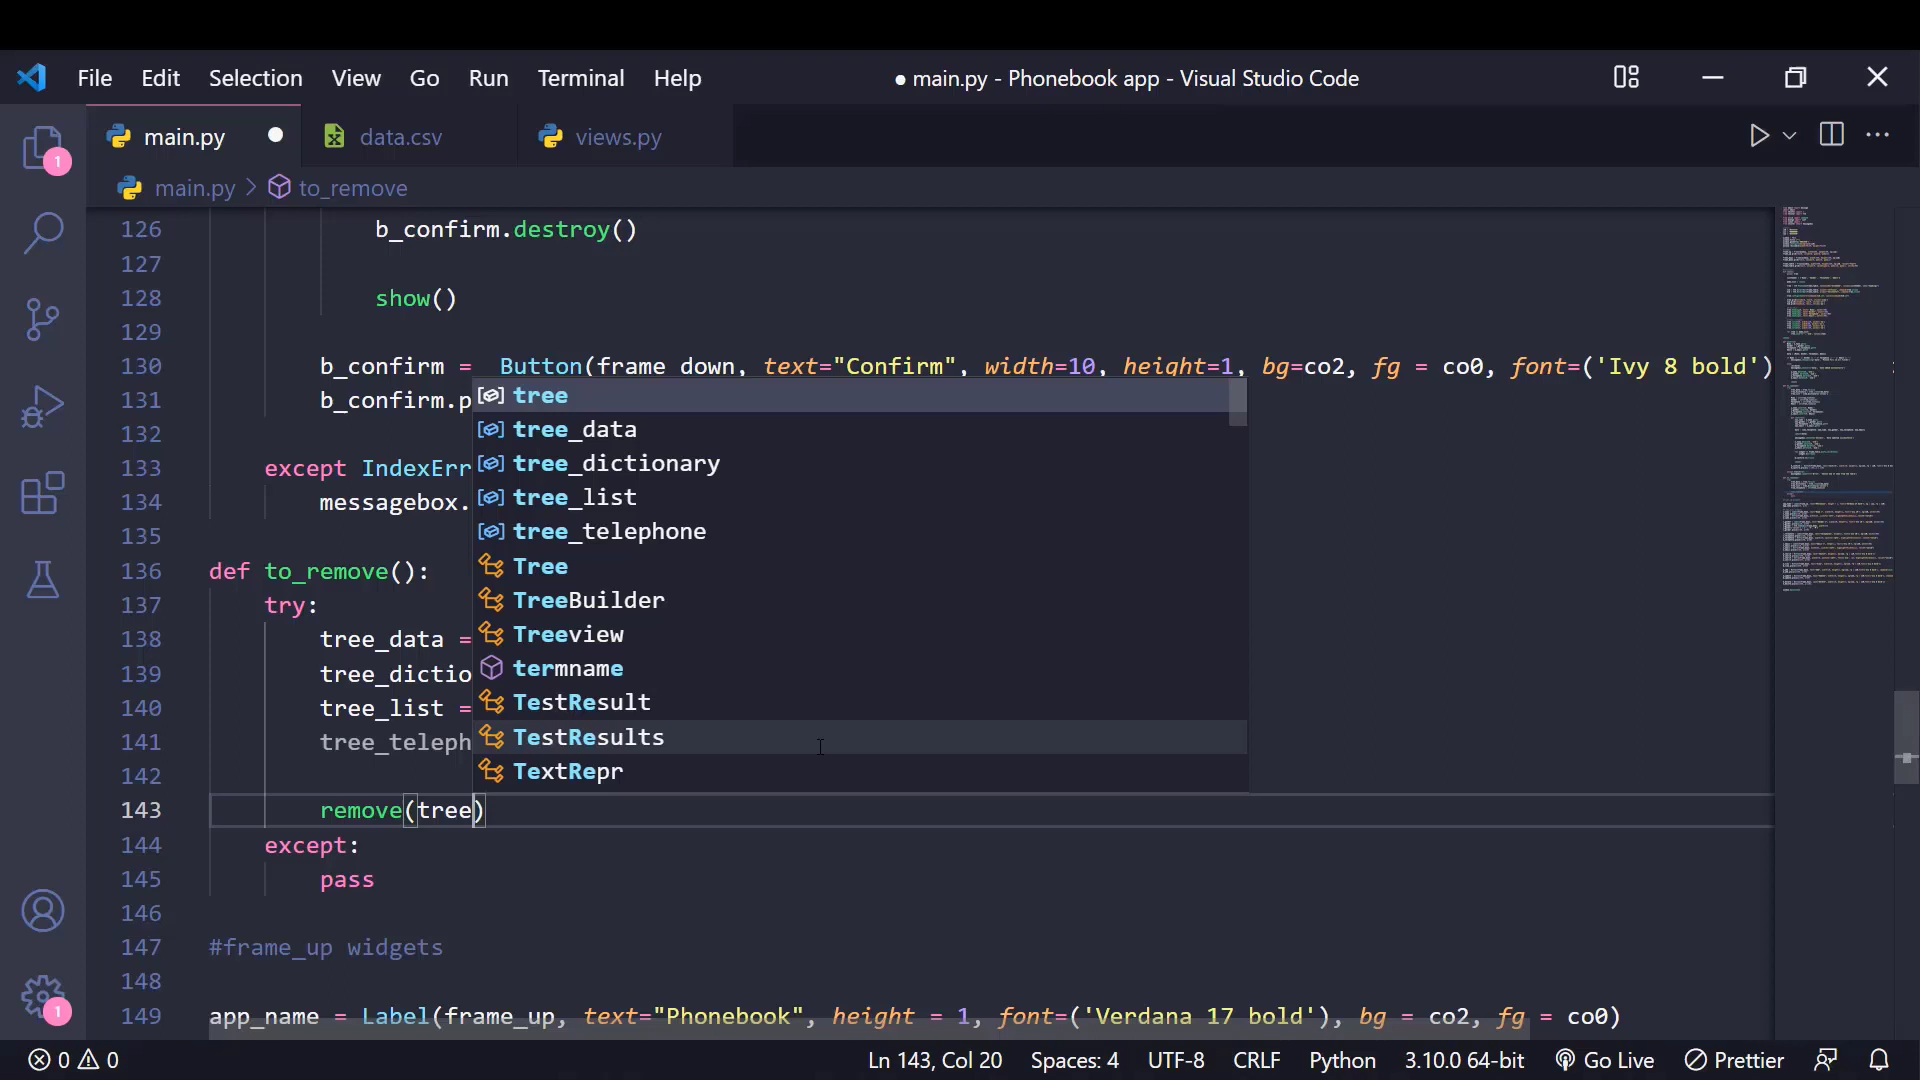 File Edit Selection View Go Run Terminal Help ● main.py - Phonebook app - Visual Studio Code
main.py data.csv views.py
main.py > to_remove
1
126 b_confirm.destroy()
127
128 show()
129
130 b_confirm = Button(frame_down, text="Confirm", width=10, height=1, bg=co2, fg = co0, font=('Ivy 8 bold')
131 b_confirm.p
132
133 except IndexErr
134 messagebox.
135
136 def to_remove():
137 try:
138 tree_data =
139 tree_dictio
140 tree_list =
141 tree_teleph
142
143 remove(tree)
144 except:
145 pass
146
147 #frame_up widgets
148
149 app_name = Label(frame_up, text="Phonebook", height = 1, font=('Verdana 17 bold'), bg = co2, fg = co0)
tree
tree_data
tree_dictionary
tree_list
tree_telephone
Tree
TreeBuilder
Treeview
termname
TestResult
TestResults
TextRepr
1
0 0 Ln 143, Col 20 Spaces: 4 UTF-8 CRLF Python 3.10.0 64-bit Go Live Prettier